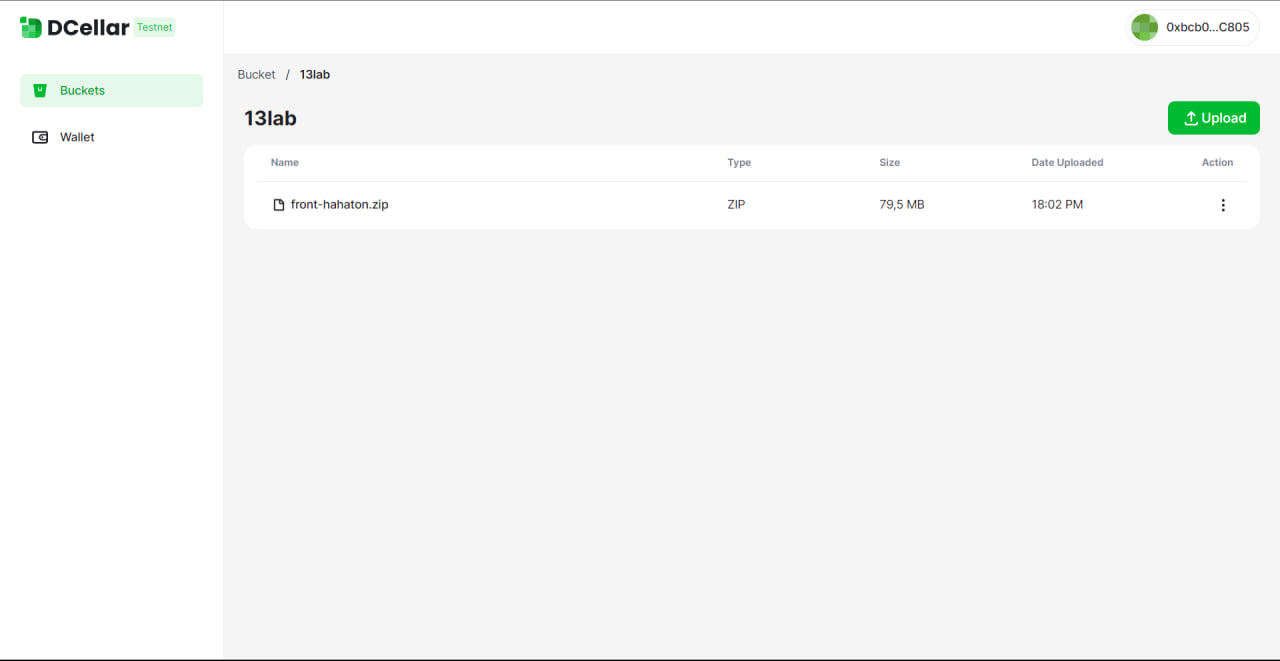 DCellar Testnet
0xbcb0...C805
Buckets
Wallet
Bucket / 13lab
13lab
Upload
Name Type Size Date Uploaded Action
front-hahaton.zip ZIP 79,5 MB 18:02 PM